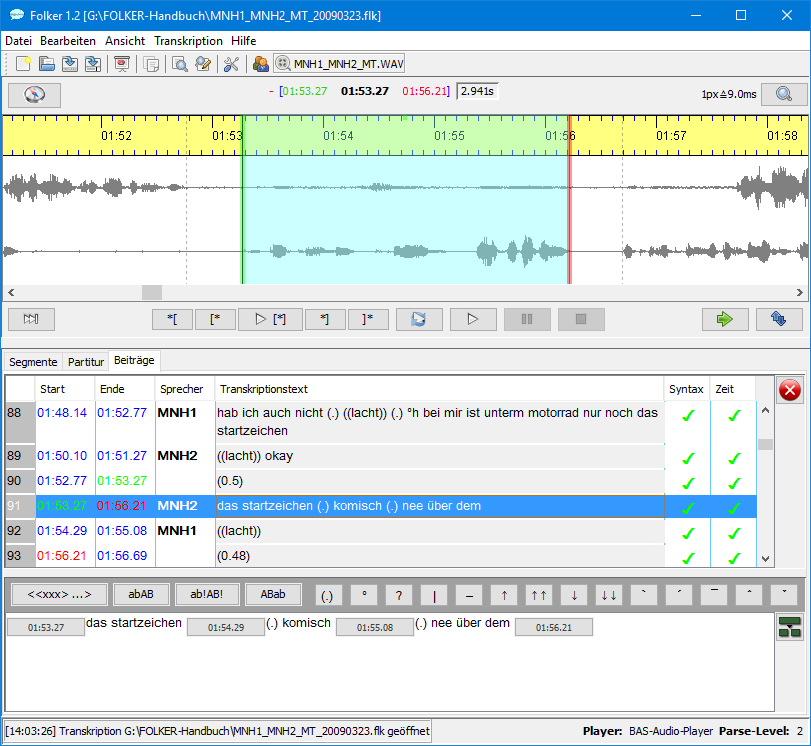 Folker 1.2 [G:\FOLKER-Handbuch\MNH1_MNH2_MT_20090323.flk]
Datei Bearbeiten Ansicht Transkription Hilfe
MNH1_MNH2_MT.WAV
- [01:53.27 01:53.27 01:56.21] 2.941s
1px≙9.0ms
01:52 01:53 01:54 01:55 01:56 01:57 01:58
*[ [* [*] *] ]*
Segmente Partitur Beiträge
Start Ende Sprecher Transkriptionstext Syntax Zeit
88 01:48.14 01:52.77 MNH1 hab ich auch nicht (.) ((lacht)) (.) °h bei mir ist unterm motorrad nur noch das
startzeichen
89 01:50.10 01:51.27 MNH2 ((lacht)) okay
90 01:52.77 01:53.27 (0.5)
91 01:53.27 01:56.21 MNH2 das startzeichen (.) komisch (.) nee über dem
92 01:54.29 01:55.08 MNH1 ((lacht))
93 01:56.21 01:56.69 (0.48)
<<xxx> ...> abAB ab!AB! ABab (.) ° ? | – ↑ ↑↑ ↓ ↓↓ ` ´ ¯ ˆ ˇ
01:53.27 das startzeichen 01:54.29 (.) komisch 01:55.08 (.) nee über dem 01:56.21
[14:03:26] Transkription G:\FOLKER-Handbuch\MNH1_MNH2_MT_20090323.flk geöffnet
Player: BAS-Audio-Player Parse-Level: 2